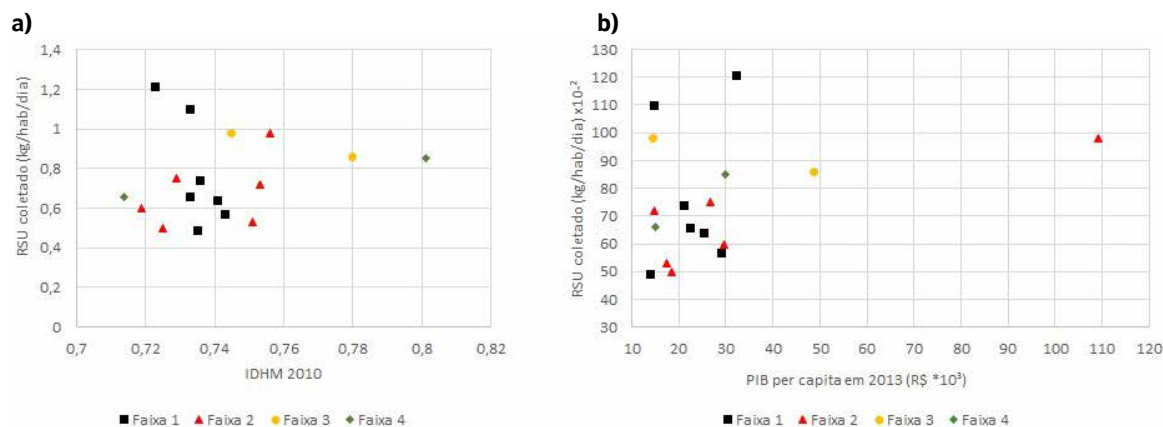 a)
RSU coletado (kg/hab/dia)
1,4
1,2
1
0,8
0,6
0,4
0,2
0
0,7 0,72 0,74 0,76 0,78 0,8 0,82
IDHM 2010
Faixa 1 Faixa 2 Faixa 3 Faixa 4
b)
RSU coletado (kg/hab/dia) x10⁻²
130
120
110
100
90
80
70
60
50
40
30
10 20 30 40 50 60 70 80 90 100 110 120
PIB per capita em 2013 (R$ *10³)
Faixa 1 Faixa 2 Faixa 3 Faixa 4